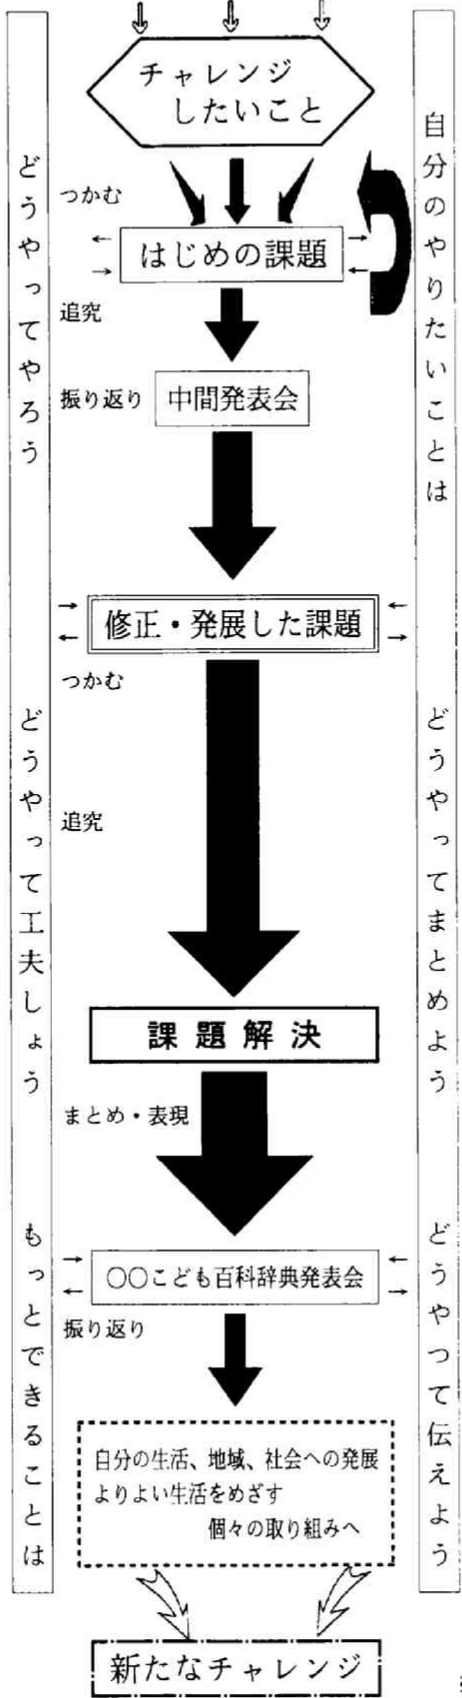 チャレンジ
したいこと
つかむ
はじめの課題
追究
振り返り
中間発表会
修正・発展した課題
つかむ
追究
課題解決
まとめ・表現
〇〇こども百科辞典発表会
振り返り
自分の生活、地域、社会への発展
よりよい生活をめざす
個々の取り組みへ
新たなチャレンジ
どうやってやろう
どうやって工夫しょう
もっとできることは
自分のやりたいことは
どうやってまとめよう
どうやつて伝えよう